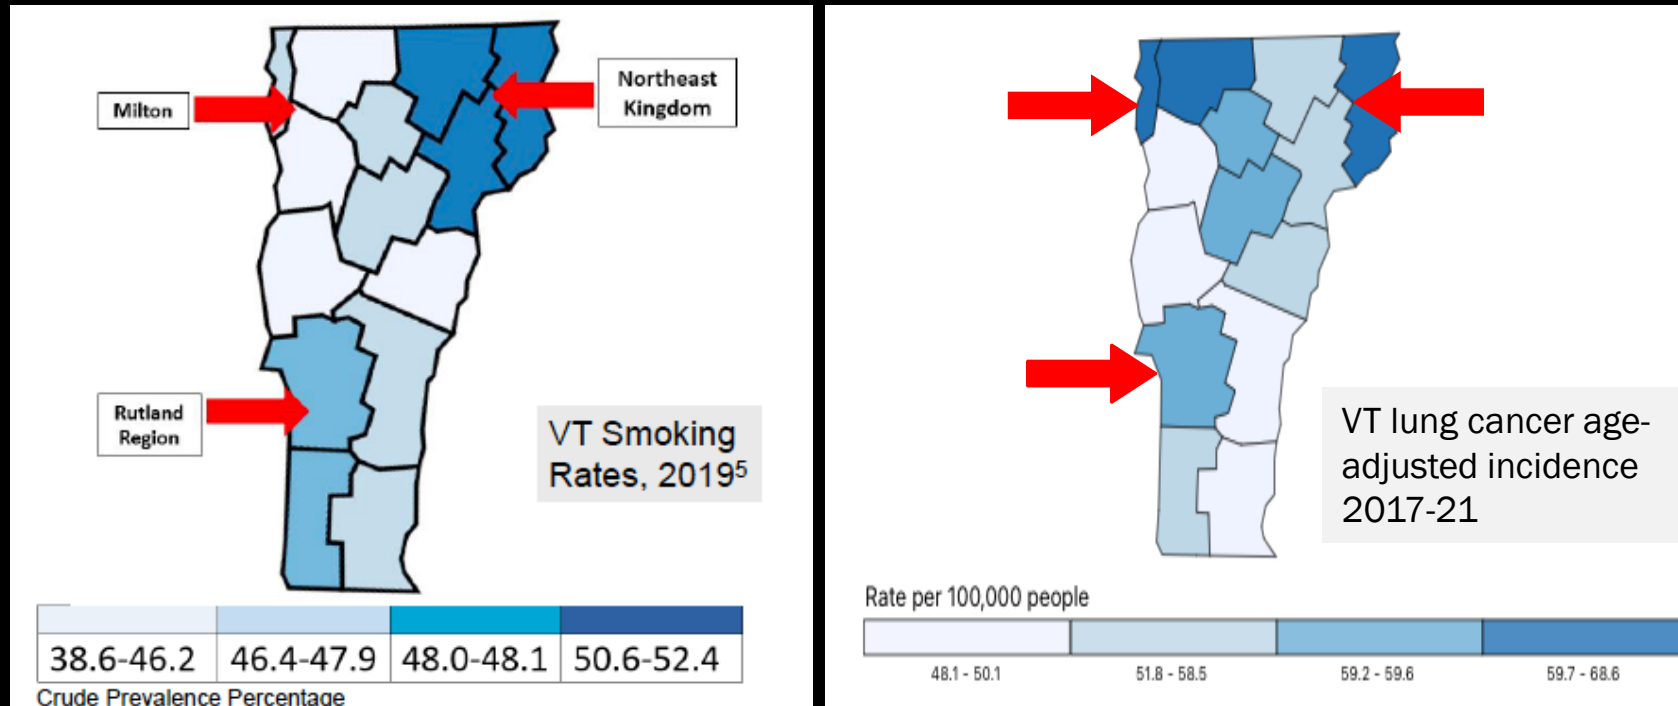 Milton
Northeast
Kingdom
Rutland
Region
VT Smoking
Rates, 2019⁵
38.6-46.2 46.4-47.9 48.0-48.1 50.6-52.4
Crude Prevalence Percentage
VT lung cancer age-
adjusted incidence
2017-21
Rate per 100,000 people
48.1 - 50.1 51.8 - 58.5 59.2 - 59.6 59.7 - 68.6